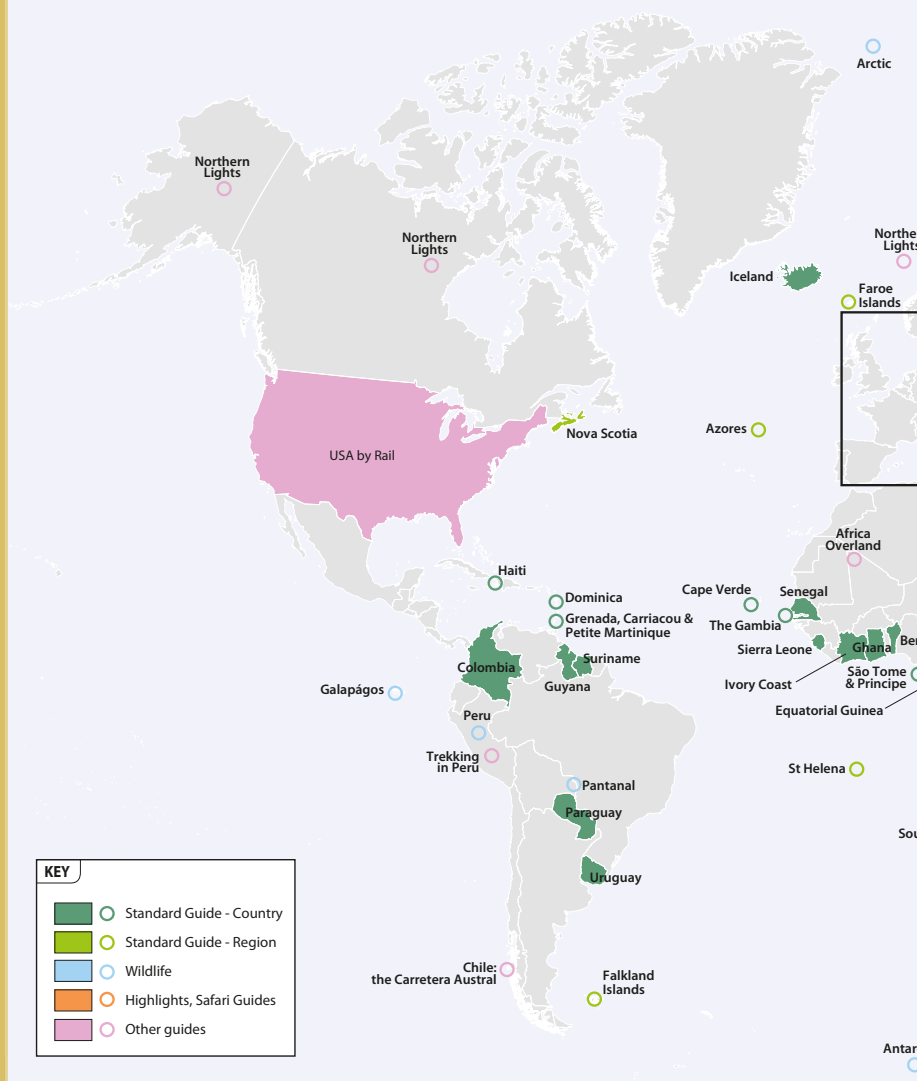 Arctic
Northern
Lights
Northern
Lights
Northe
Lights
Iceland
Faroe
Islands
Nova Scotia
Azores
USA by Rail
Africa
Overland
Haiti
Dominica
Cape Verde
Senegal
Grenada, Carriacou &
Petite Martinique
The Gambia
Sierra Leone
Ghana
Ber
Colombia
Suriname
Guyana
Ivory Coast
São Tome
& Principe
Galapágos
Equatorial Guinea
Peru
Trekking
in Peru
St Helena
Pantanal
Paraguay
Sou
Uruguay
KEY
Standard Guide - Country
Standard Guide - Region
Wildlife
Highlights, Safari Guides
Other guides
Chile:
the Carretera Austral
Falkland
Islands
Antar